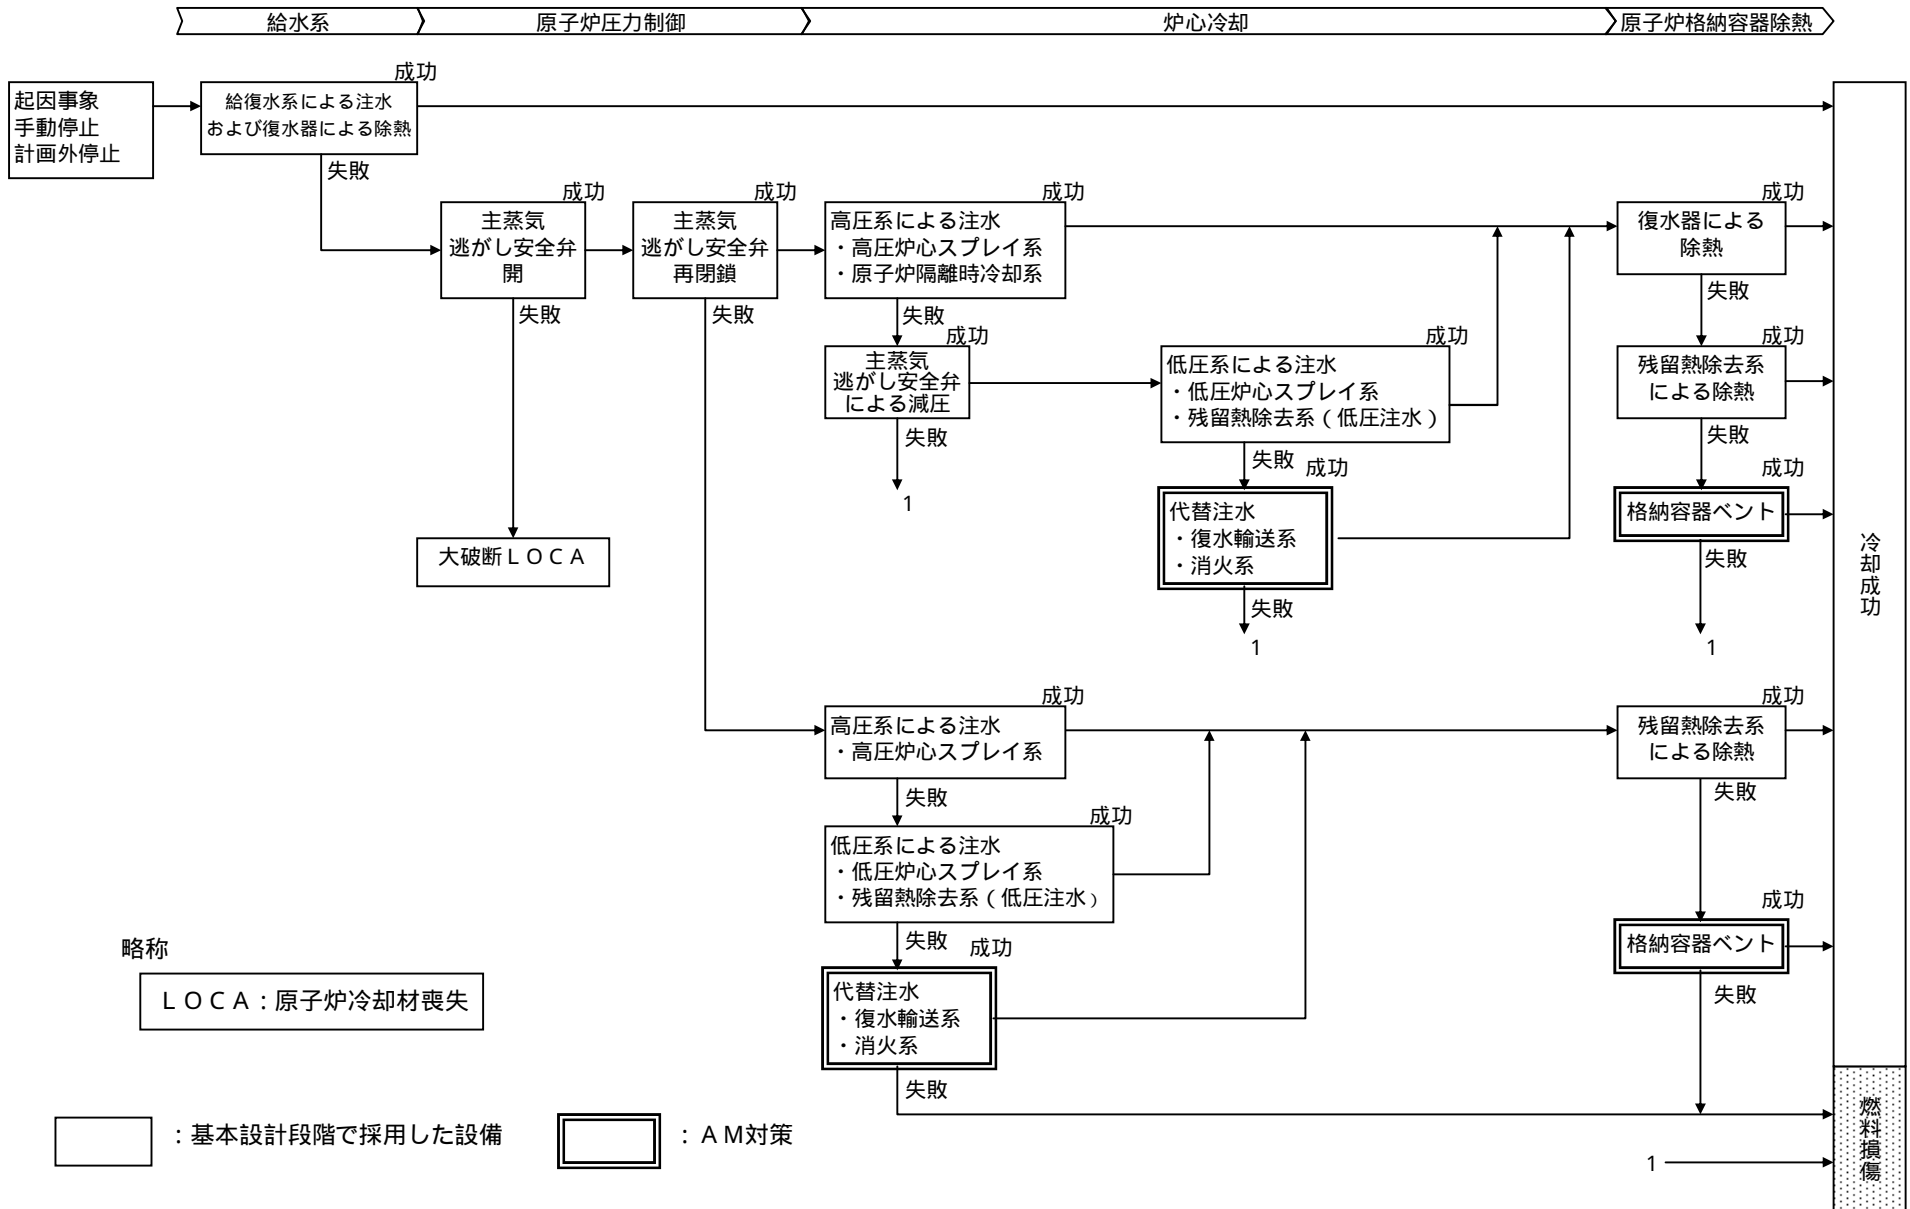 給水系
原子炉圧力制御
炉心冷却
原子炉格納容器除熱
起因事象
手動停止
計画外停止
成功
給復水系による注水
および復水器による除熱
失敗
成功
主蒸気
逃がし安全弁
開
失敗
大破断ＬＯＣＡ
成功
主蒸気
逃がし安全弁
再閉鎖
失敗
成功
高圧系による注水
・高圧炉心スプレイ系
・原子炉隔離時冷却系
失敗
成功
主蒸気
逃がし安全弁
による減圧
失敗
1
成功
低圧系による注水
・低圧炉心スプレイ系
・残留熱除去系（低圧注水）
失敗
成功
代替注水
・復水輸送系
・消火系
失敗
1
成功
復水器による
除熱
失敗
成功
残留熱除去系
による除熱
失敗
成功
格納容器ベント
失敗
1
成功
高圧系による注水
・高圧炉心スプレイ系
失敗
成功
低圧系による注水
・低圧炉心スプレイ系
・残留熱除去系（低圧注水）
失敗
成功
代替注水
・復水輸送系
・消火系
失敗
成功
残留熱除去系
による除熱
失敗
成功
格納容器ベント
失敗
1
冷却成功
燃料損傷
略称
ＬＯＣＡ：原子炉冷却材喪失
：基本設計段階で採用した設備
：ＡＭ対策